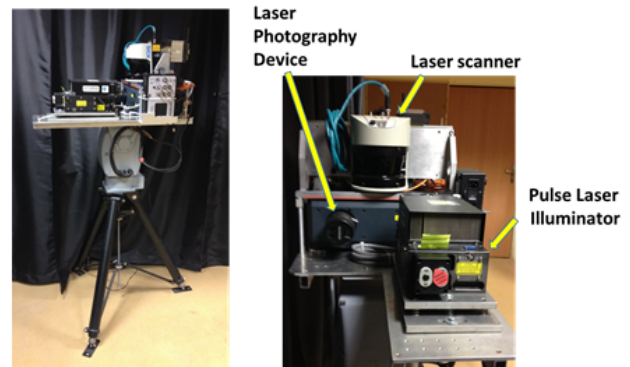 Laser
Photography
Device
Laser scanner
Pulse Laser
Illuminator